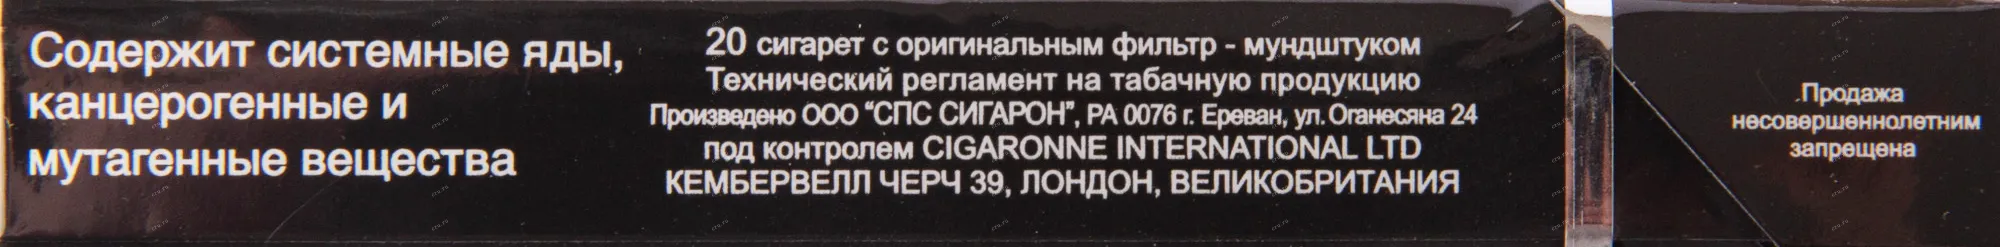 Содержит системные яды,
канцерогенные и
мутагенные вещества
20 сигарет с оригинальным фильтр - мундштуком
Технический регламент на табачную продукцию
Произведено ООО “СПС СИГАРОН”, РА 0076 г. Ереван, ул. Оганесяна 24
под контролем CIGARONNE INTERNATIONAL LTD
КЕМБЕРВЕЛЛ ЧЕРЧ 39, ЛОНДОН, ВЕЛИКОБРИТАНИЯ
Продажа
несовершеннолетним
запрещена